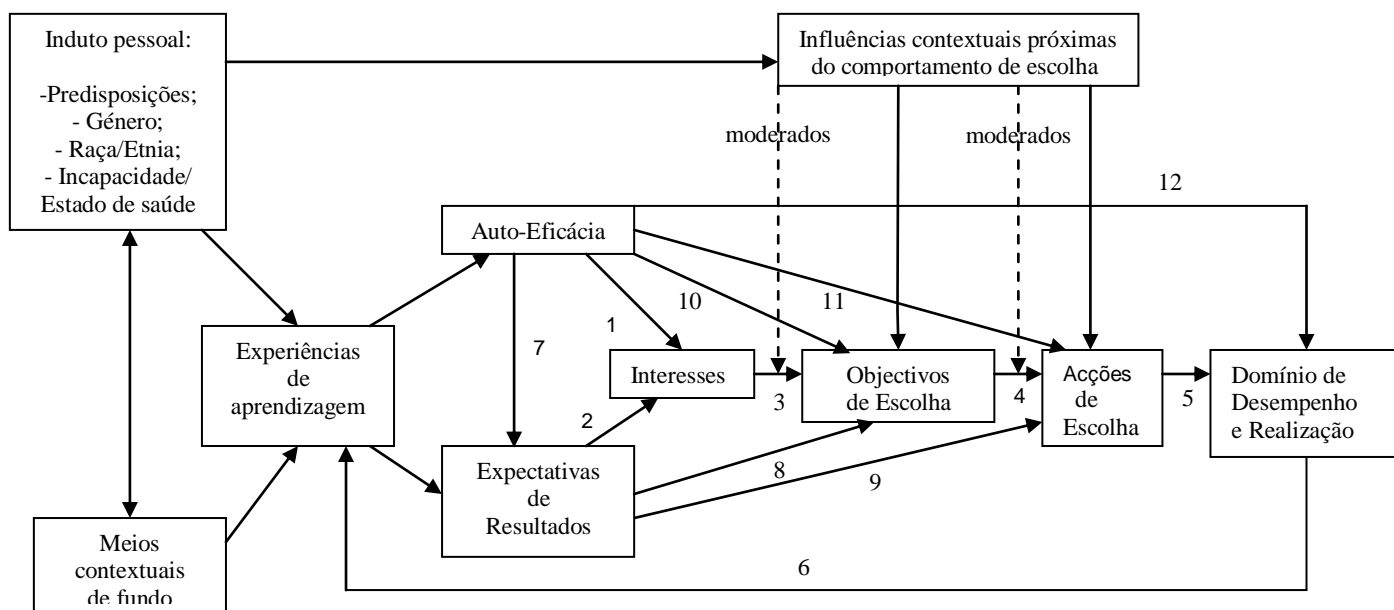 Induto pessoal:
-Predisposições;
- Género;
- Raça/Etnia;
- Incapacidade/
Estado de saúde
Influências contextuais próximas
do comportamento de escolha
moderados
moderados
12
Auto-Eficácia
10
11
1
7
Experiências
de
aprendizagem
Interesses
3
Objectivos
de Escolha
4
Acções
de
Escolha
5
Domínio de
Desempenho
e Realização
2
Expectativas
de
Resultados
8
9
Meios
contextuais
de fundo
6